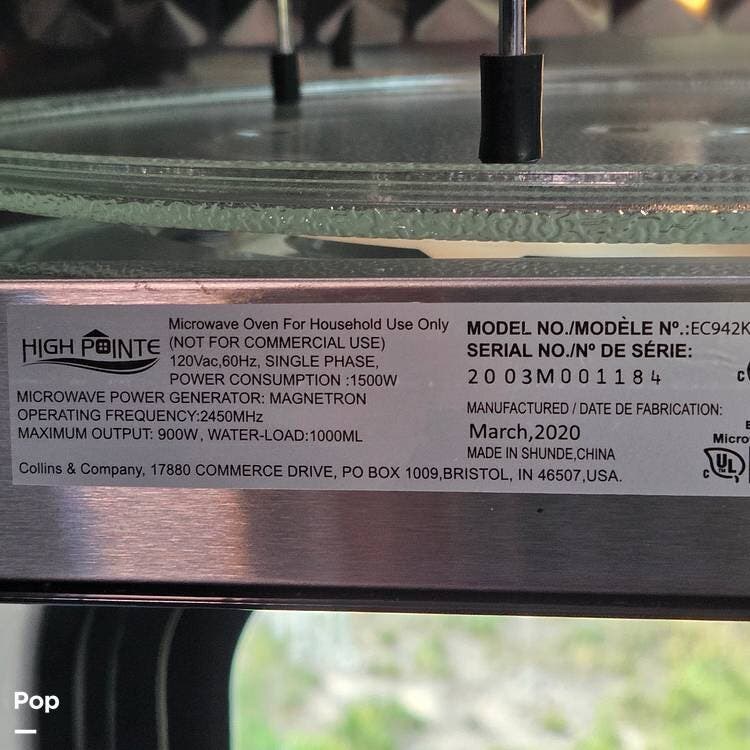 HIGH POINTE
Microwave Oven For Household Use Only
(NOT FOR COMMERCIAL USE)
120Vac,60Hz, SINGLE PHASE,
POWER CONSUMPTION :1500W
MICROWAVE POWER GENERATOR: MAGNETRON
OPERATING FREQUENCY:2450MHz
MAXIMUM OUTPUT: 900W, WATER-LOAD:1000ML
MODEL NO./MODÈLE Nº.:EC942K
SERIAL NO./Nº DE SÉRIE:
2003M001184
MANUFACTURED / DATE DE FABRICATION:
March,2020
MADE IN SHUNDE,CHINA
Collins & Company, 17880 COMMERCE DRIVE, PO BOX 1009,BRISTOL, IN 46507,USA.
c
Micro
c UL
Pop